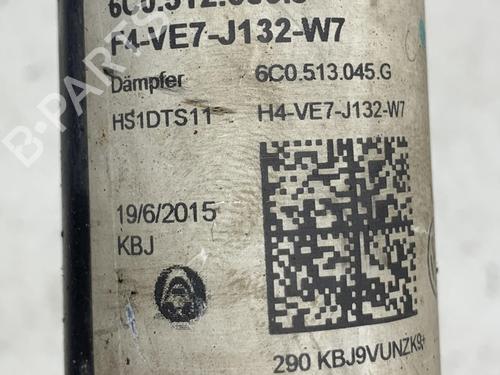 F4-VE7-J132-W7
Dämpfer 6C0.513.045.G
HS1DTS11 H4-VE7-J132-W7
19/6/2015
KBJ
290 KBJ9VUNZK9+
B-PARTS